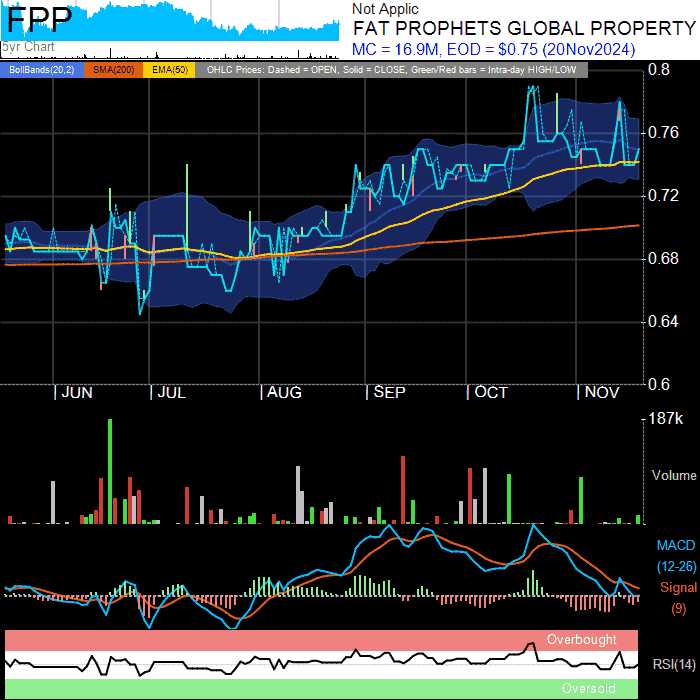 FPP
5yr Chart
Not Applic
FAT PROPHETS GLOBAL PROPERTY
MC = 16.9M, EOD = $0.75 (20Nov2024)
BollBands(20,2) SMA(200) EMA(50) OHLC Prices: Dashed = OPEN, Solid = CLOSE, Green/Red bars = Intra-day HIGH/LOW
0.8
0.76
0.72
0.68
0.64
0.6
| JUN | JUL | AUG | SEP | OCT | NOV
187k
Volume
MACD
(12-26)
Signal
(9)
Overbought
RSI(14)
Oversold